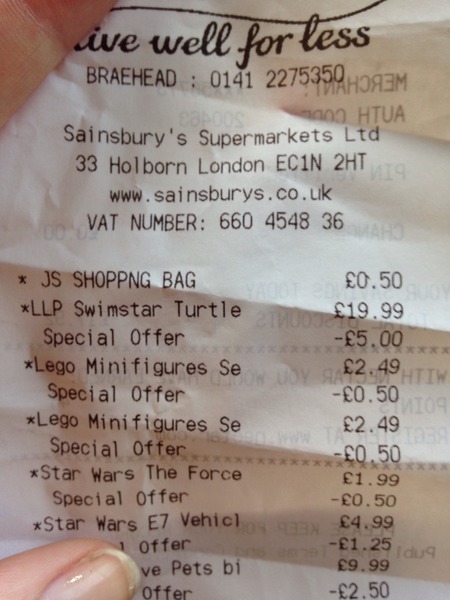 live well for less
BRAEHEAD : 0141 2275350
Sainsbury's Supermarkets Ltd
33 Holborn London EC1N 2HT
www.sainsburys.co.uk
VAT NUMBER: 660 4548 36
* JS SHOPPNG BAG £0.50
*LLP Swimstar Turtle £19.99
Special Offer -£5.00
*Lego Minifigures Se £2.49
Special Offer -£0.50
*Lego Minifigures Se £2.49
Special Offer -£0.50
*Star Wars The Force £1.99
Special Offer -£0.50
*Star Wars E7 Vehicl £4.99
l Offer -£1.25
ve Pets bi £9.99
Offer -£2.50